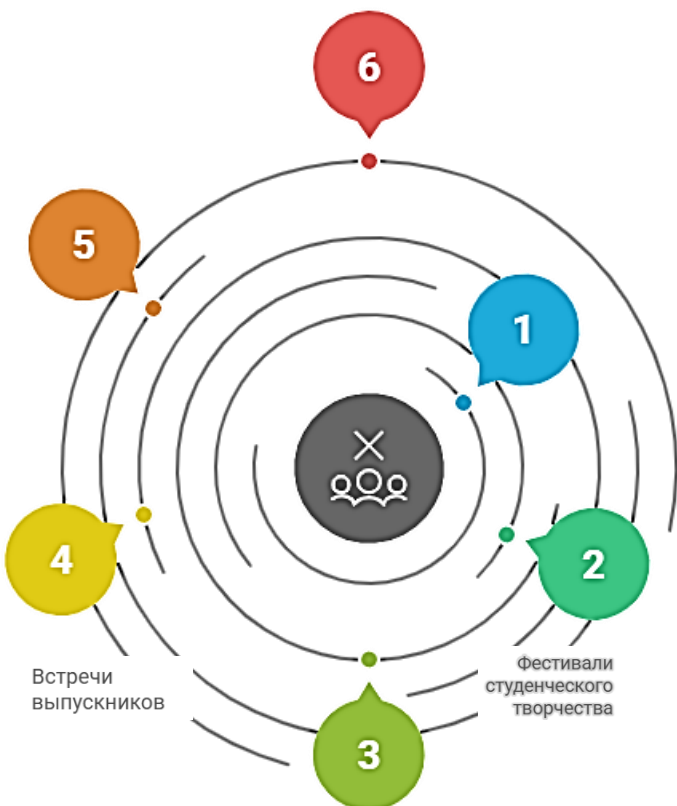 6
5
1
4
2
Встречи
выпускников
Фестивали
студенческого
творчества
3